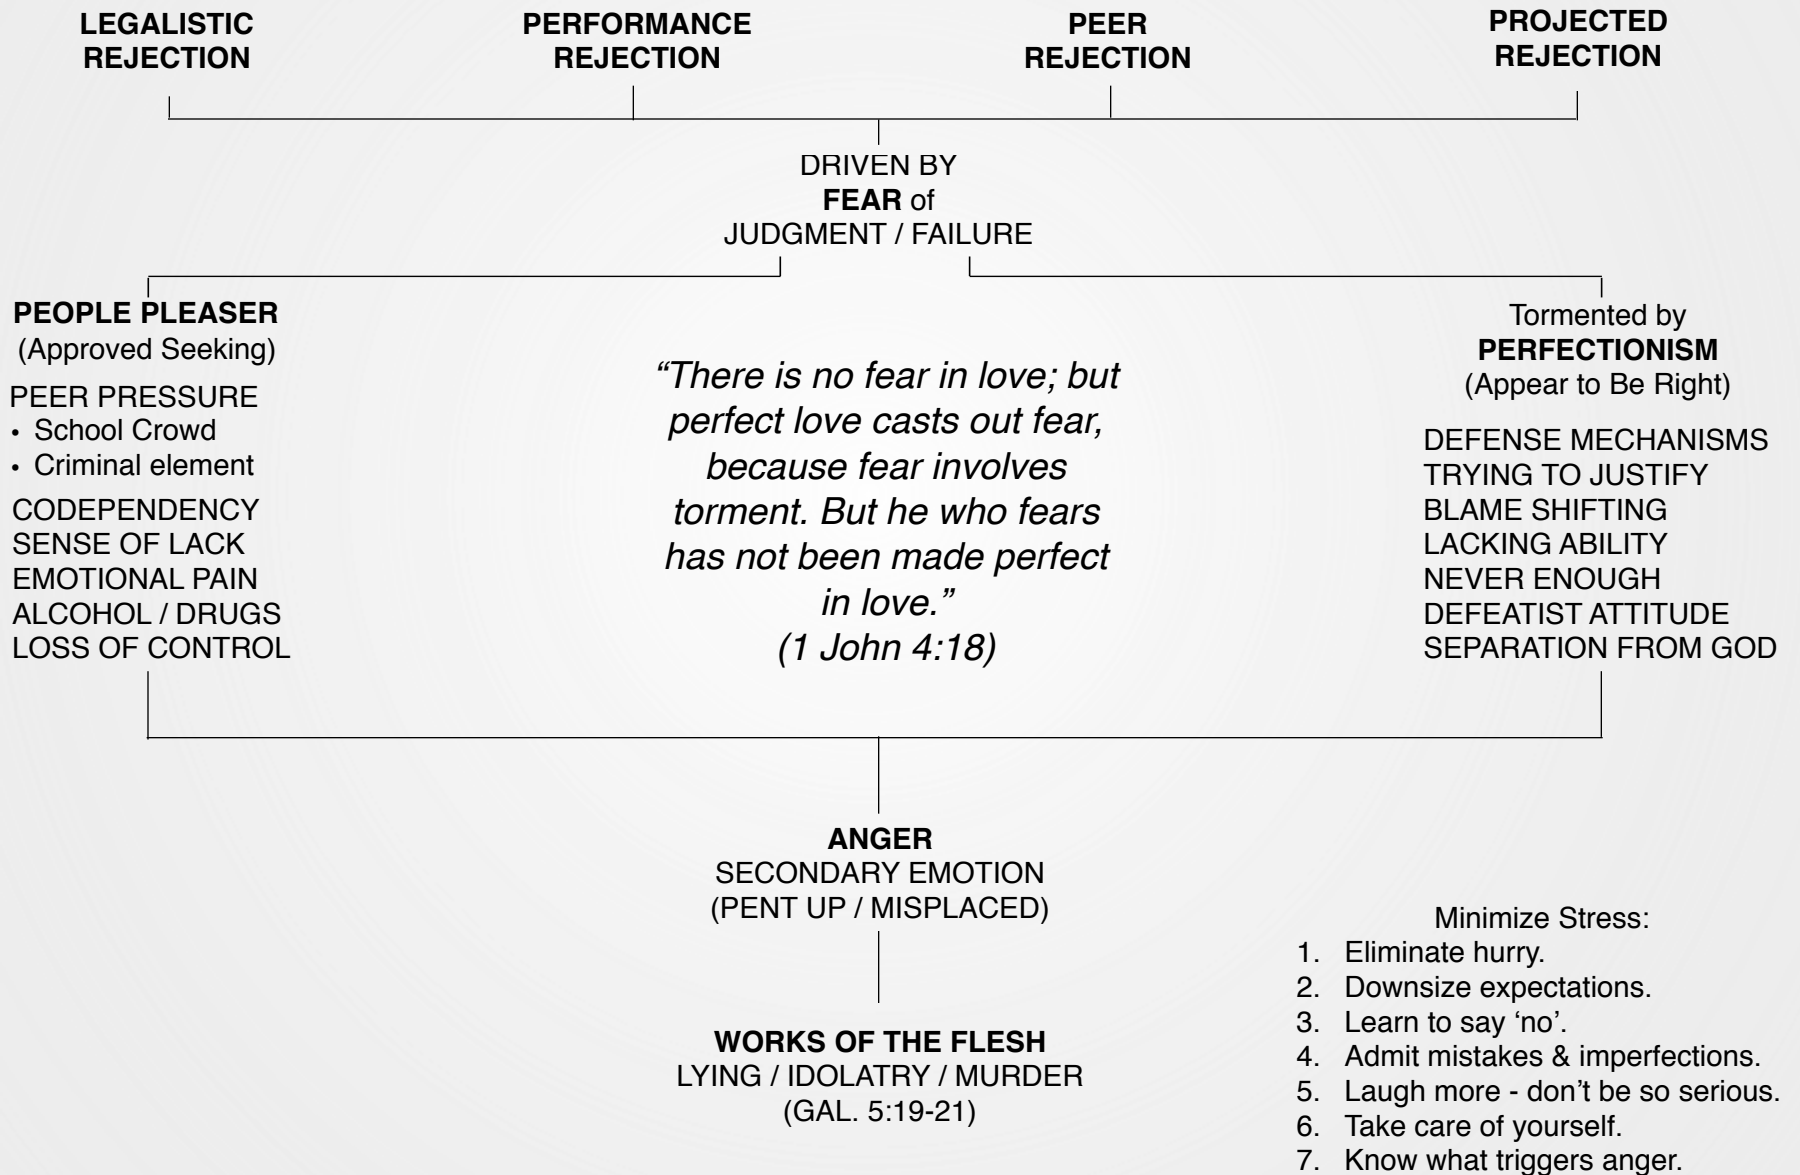 LEGALISTIC
REJECTION
PERFORMANCE
REJECTION
PEER
REJECTION
PROJECTED
REJECTION
DRIVEN BY
FEAR of
JUDGMENT / FAILURE
PEOPLE PLEASER
(Approved Seeking)
PEER PRESSURE
• School Crowd
• Criminal element
CODEPENDENCY
SENSE OF LACK
EMOTIONAL PAIN
ALCOHOL / DRUGS
LOSS OF CONTROL
“There is no fear in love; but
perfect love casts out fear,
because fear involves
torment. But he who fears
has not been made perfect
in love.”
(1 John 4:18)
Tormented by
PERFECTIONISM
(Appear to Be Right)
DEFENSE MECHANISMS
TRYING TO JUSTIFY
BLAME SHIFTING
LACKING ABILITY
NEVER ENOUGH
DEFEATIST ATTITUDE
SEPARATION FROM GOD
ANGER
SECONDARY EMOTION
(PENT UP / MISPLACED)
WORKS OF THE FLESH
LYING / IDOLATRY / MURDER
(GAL. 5:19-21)
Minimize Stress:
1. Eliminate hurry.
2. Downsize expectations.
3. Learn to say ‘no’.
4. Admit mistakes & imperfections.
5. Laugh more - don’t be so serious.
6. Take care of yourself.
7. Know what triggers anger.